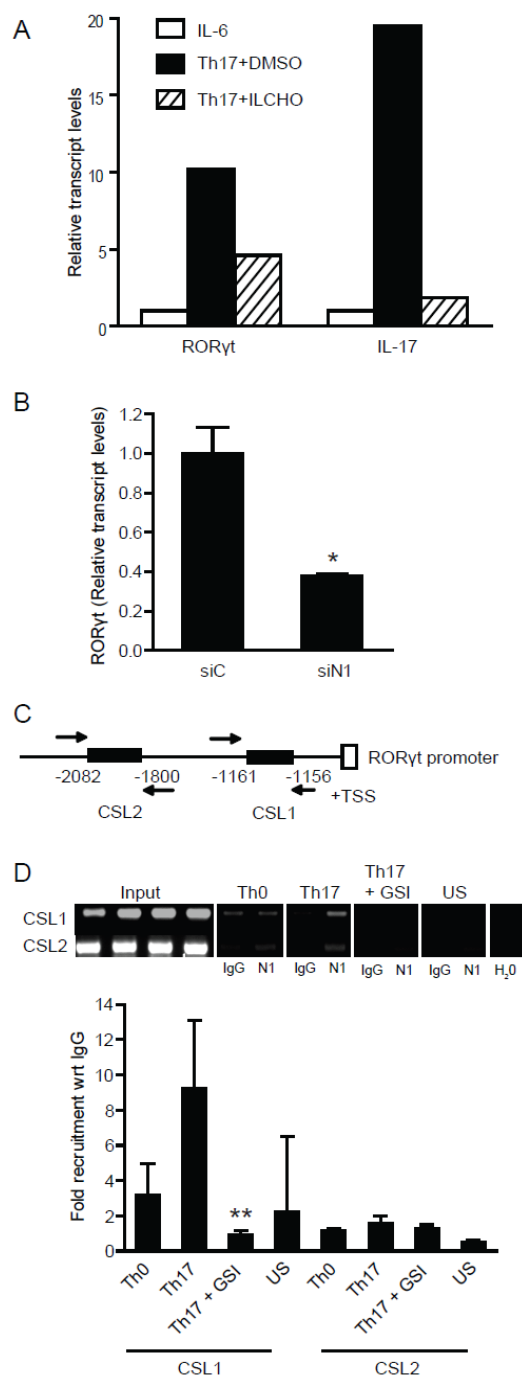 A
20
15
10
5
0
Relative transcript levels
IL-6
Th17+DMSO
Th17+ILCHO
RORγt
IL-17
B
1.2
1.0
0.8
0.6
0.4
0.2
0.0
RORγt (Relative transcript levels)
*
siC
siN1
C
RORγt promoter
-2082
-1800
-1161
-1156
+TSS
CSL2
CSL1
D
Input
Th0
Th17
Th17
+ GSI
US
CSL1
CSL2
IgG N1 IgG N1 IgG N1 IgG N1 H20
14
12
10
8
6
4
2
0
Fold recruitment wrt IgG
**
Th0
Th17
Th17 + GSI
US
Th0
Th17
Th17 + GSI
US
CSL1
CSL2